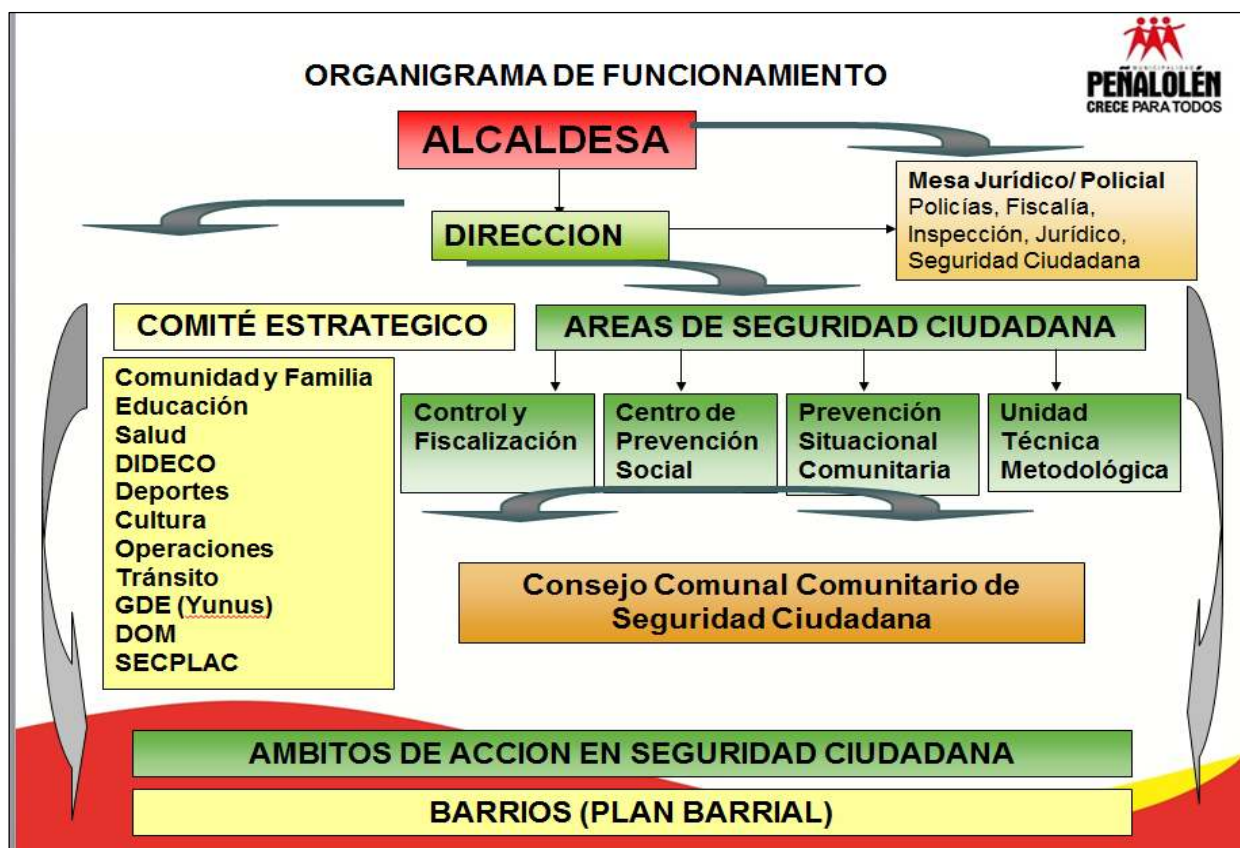 ORGANIGRAMA DE FUNCIONAMIENTO
MUNICIPALIDAD
PEÑALOLÉN
CRECE PARA TODOS
ALCALDESA
Mesa Jurídico/ Policial
Policías, Fiscalía,
Inspección, Jurídico,
Seguridad Ciudadana
DIRECCION
COMITÉ ESTRATEGICO
AREAS DE SEGURIDAD CIUDADANA
Comunidad y Familia
Educación
Salud
DIDECO
Deportes
Cultura
Operaciones
Tránsito
GDE (Yunus)
DOM
SECPLAC
Control y
Fiscalización
Centro de
Prevención
Social
Prevención
Situacional
Comunitaria
Unidad
Técnica
Metodológica
Consejo Comunal Comunitario de
Seguridad Ciudadana
AMBITOS DE ACCION EN SEGURIDAD CIUDADANA
BARRIOS (PLAN BARRIAL)